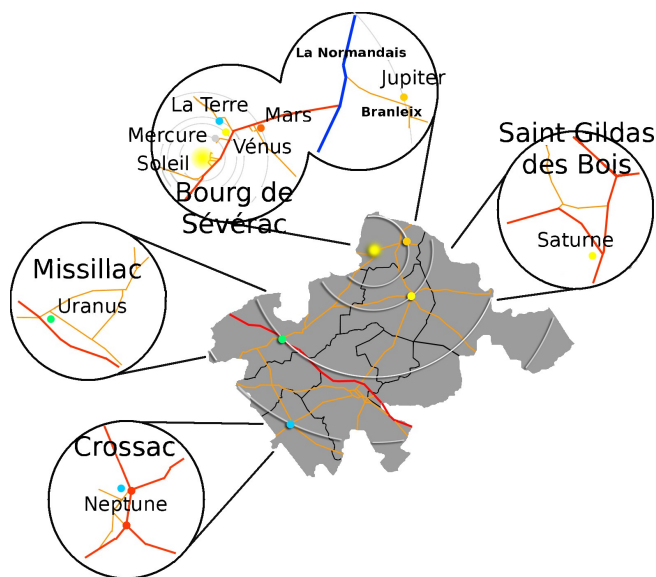 La Normandais
Jupiter
Branleix
La Terre
Mars
Mercure
Vénus
Soleil
Bourg de
Sévérac
Saint Gildas
des Bois
Saturne
Missillac
Uranus
Crossac
Neptune